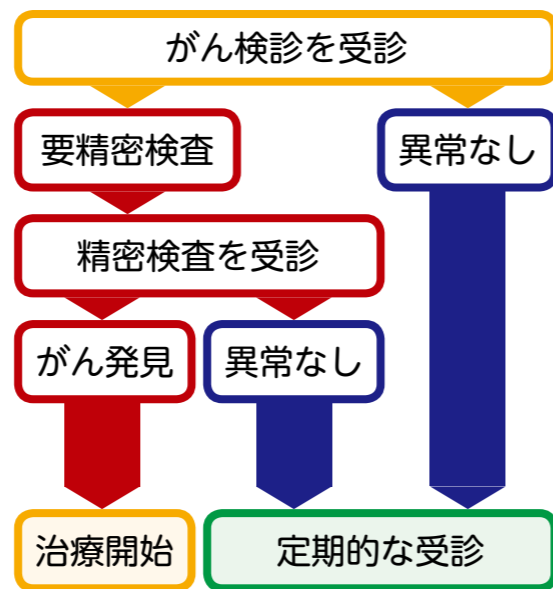 がん検診を受診
要精密検査
異常なし
精密検査を受診
がん発見
異常なし
治療開始
定期的な受診